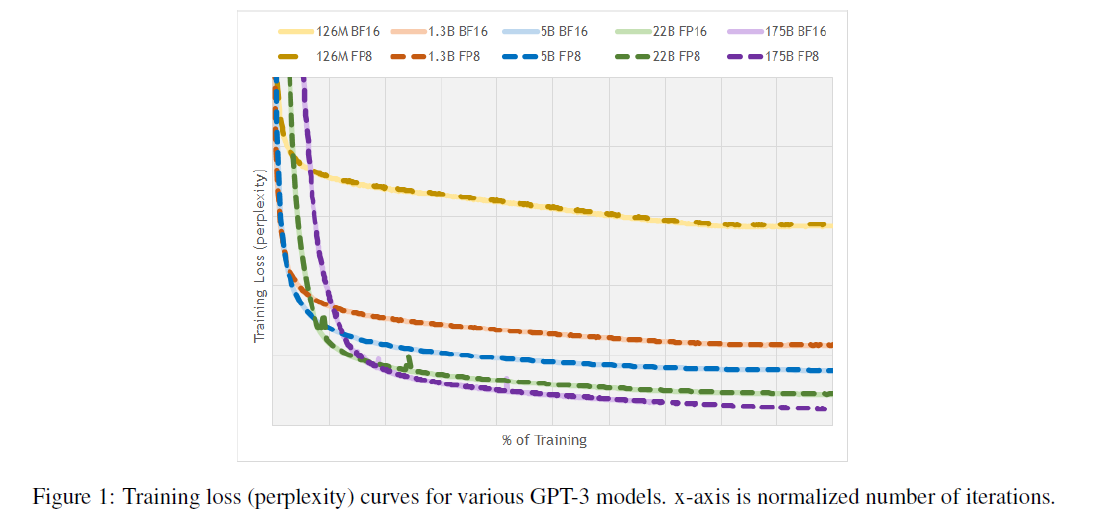 126M BF16 1.3B BF16 5B BF16 22B FP16 175B BF16
126M FP8 1.3B FP8 5B FP8 22B FP8 175B FP8
Training Loss (perplexity)
% of Training
Figure 1: Training loss (perplexity) curves for various GPT-3 models. x-axis is normalized number of iterations.